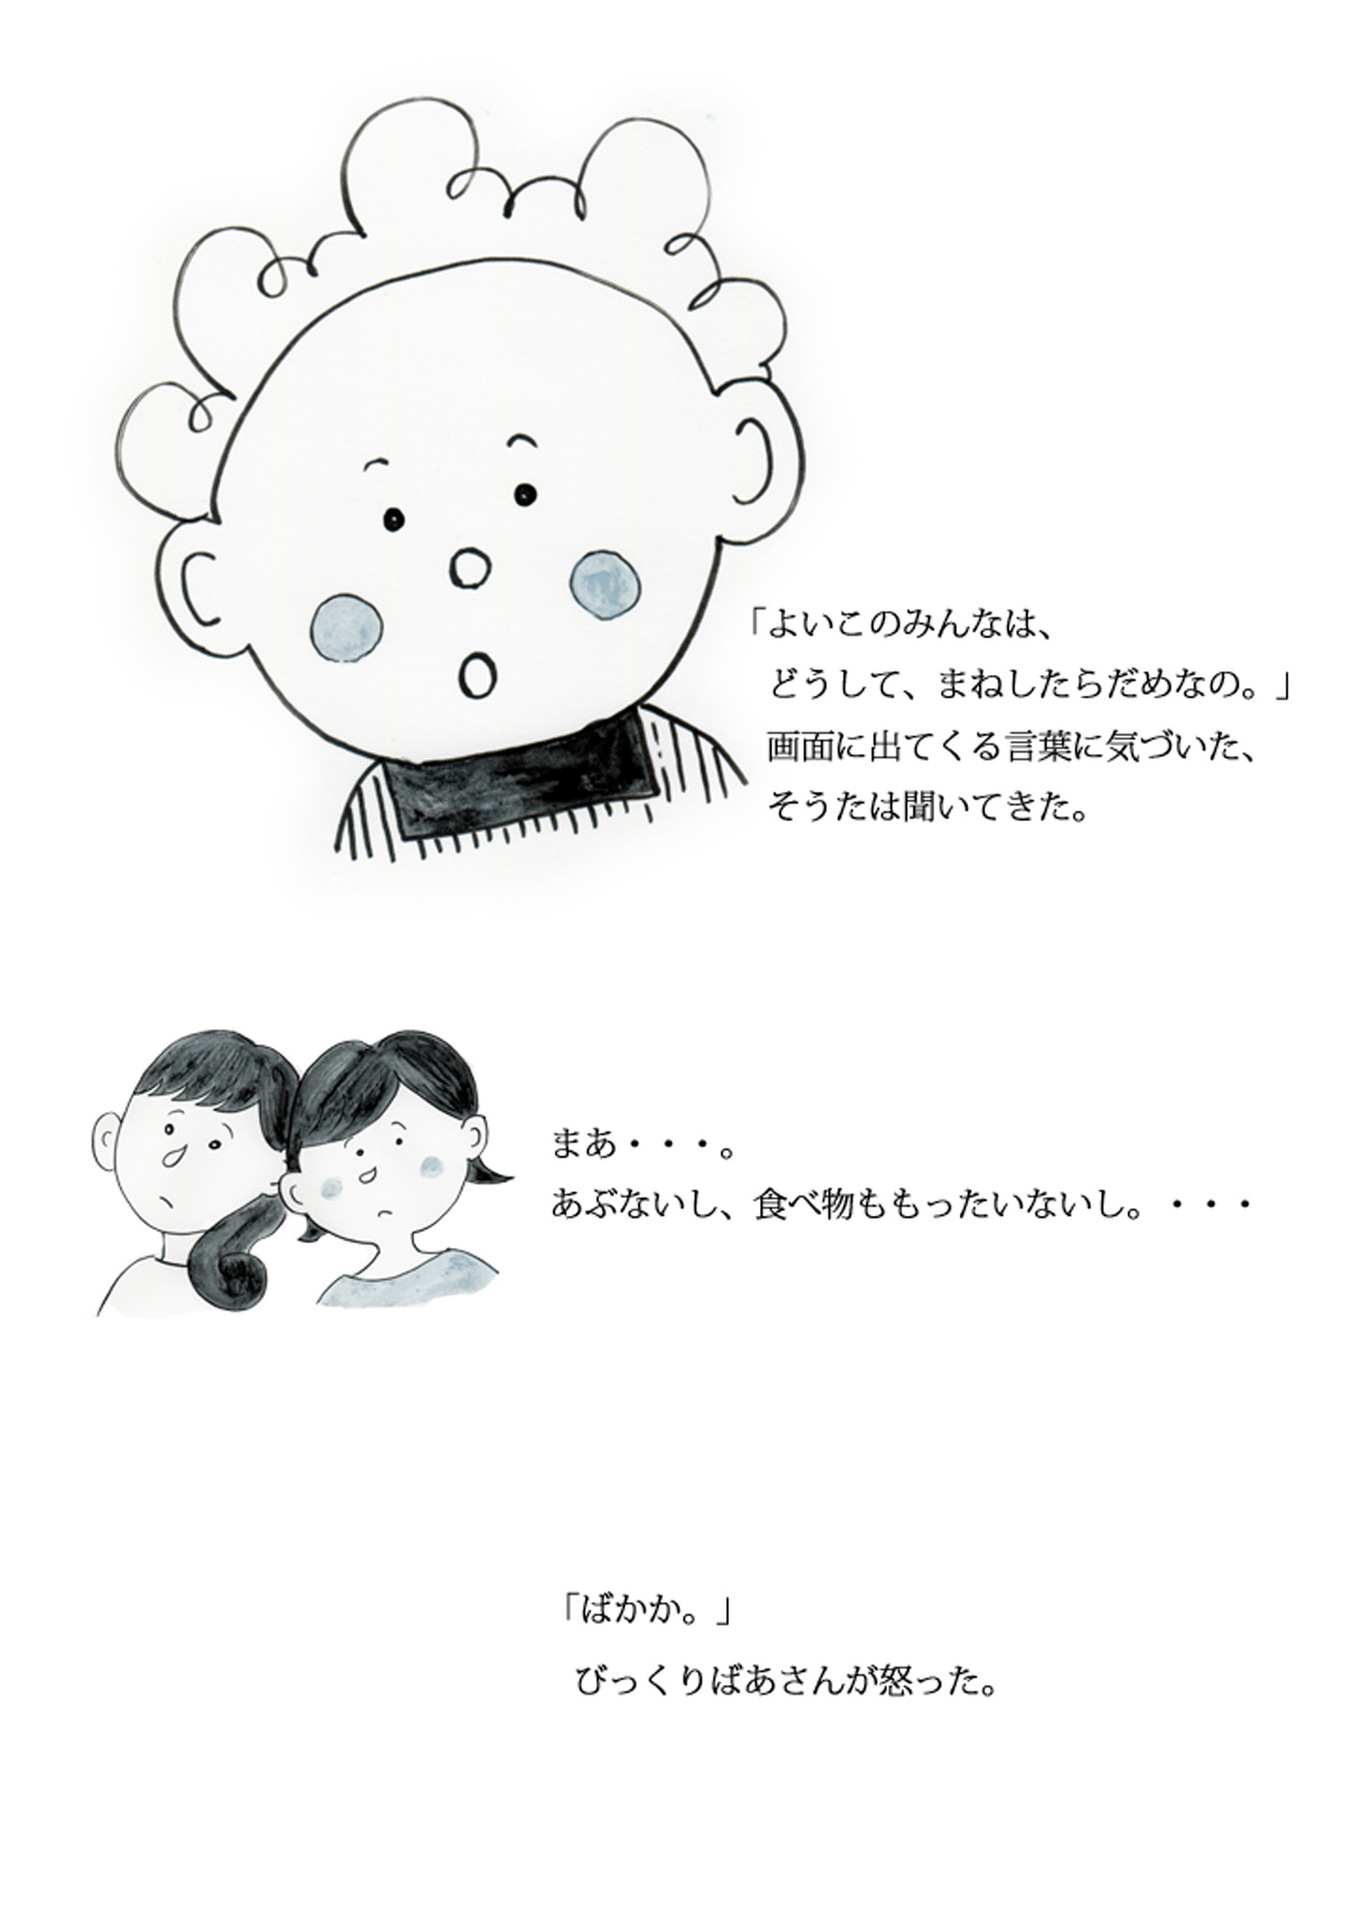 「よいこのみんなは、
どうして、まねしたらだめなの。」
画面に出てくる言葉に気づいた、
そうたは聞いてきた。
まあ・・・。
あぶないし、食べ物ももったいないし。・・・
「ばかか。」
びっくりばあさんが怒った。